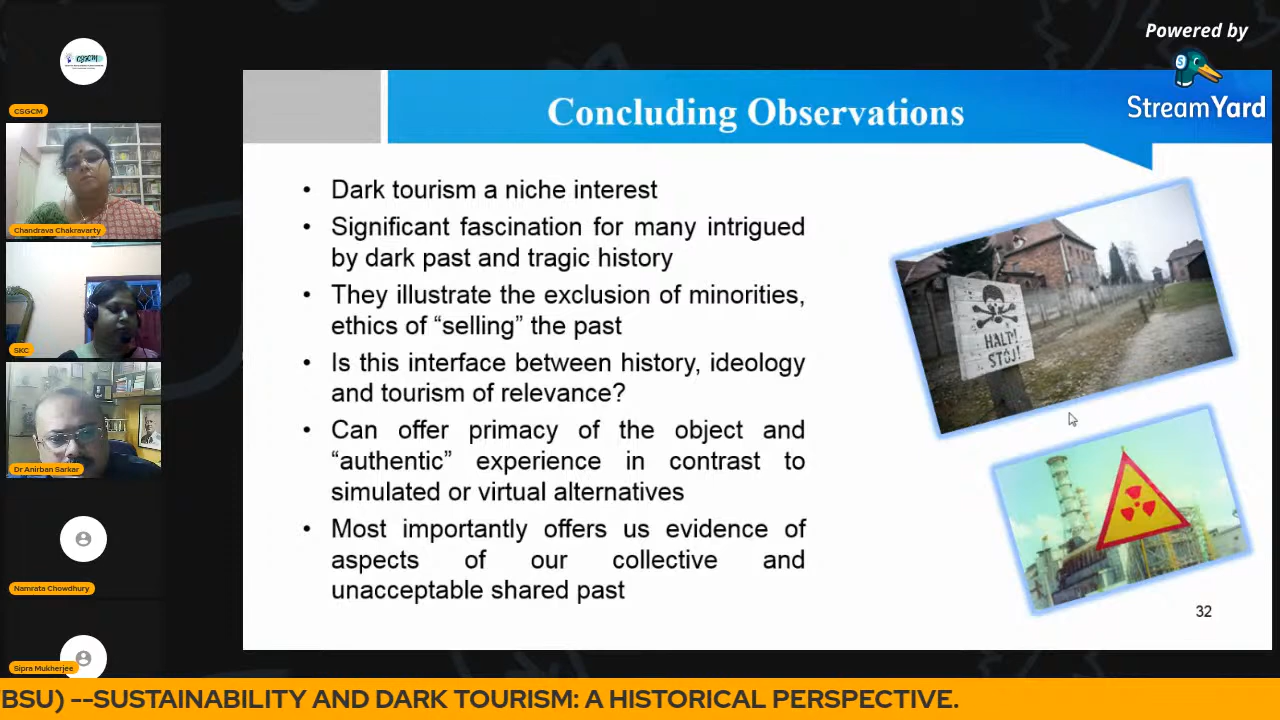 Powered by
StreamYard
CSGCM
Chandrava Chakravarty
SKC
Dr Anirban Sarkar
Namrata Chowdhury
Sipra Mukherjee
Concluding Observations
• Dark tourism a niche interest
• Significant fascination for many intrigued
by dark past and tragic history
• They illustrate the exclusion of minorities,
ethics of “selling” the past
• Is this interface between history, ideology
and tourism of relevance?
• Can offer primacy of the object and
“authentic” experience in contrast to
simulated or virtual alternatives
• Most importantly offers us evidence of
aspects of our collective and
unacceptable shared past
HALT!
STÓJ!
32
BSU) --SUSTAINABILITY AND DARK TOURISM: A HISTORICAL PERSPECTIVE.